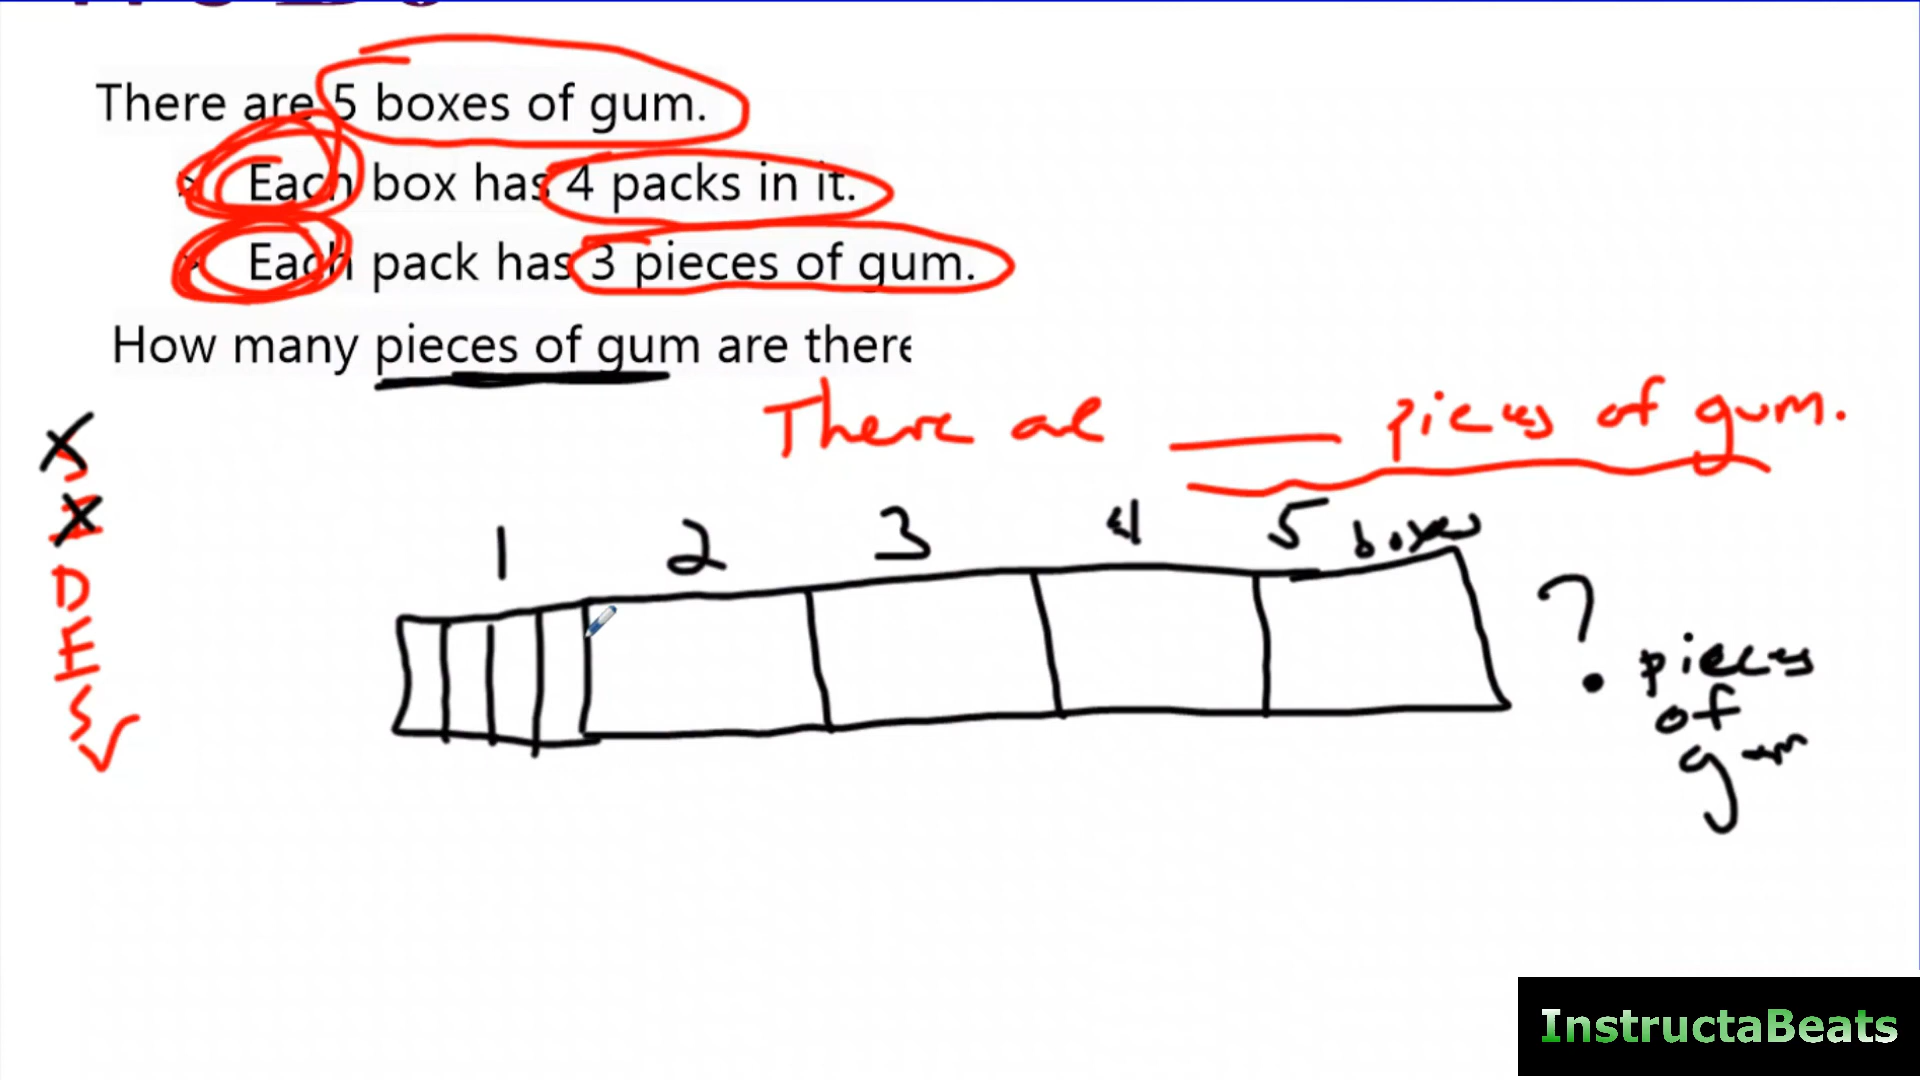 There are 5 boxes of gum.
Each box has 4 packs in it.
Each pack has 3 pieces of gum.
How many pieces of gum are there
There are ____ pieces of gum.
D
1 2 3 4 5 boxes
?
pieces
of
gum
InstructaBeats